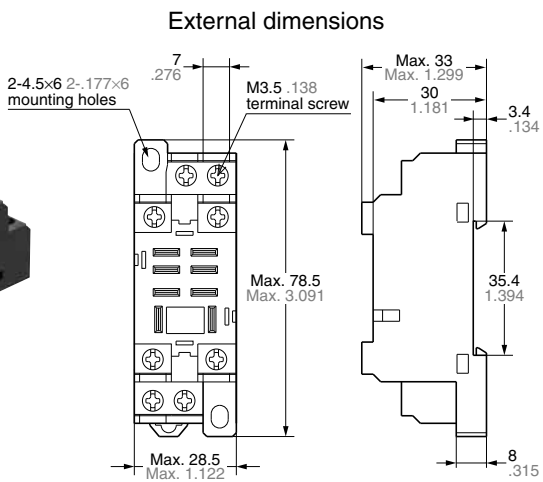 External dimensions
7
.276
2-4.5×6 2-.177×6
mounting holes
M3.5 .138
terminal screw
Max. 78.5
Max. 3.091
Max. 28.5
Max. 1.122
Max. 33
Max. 1.299
30
1.181
3.4
.134
35.4
1.394
8
.315